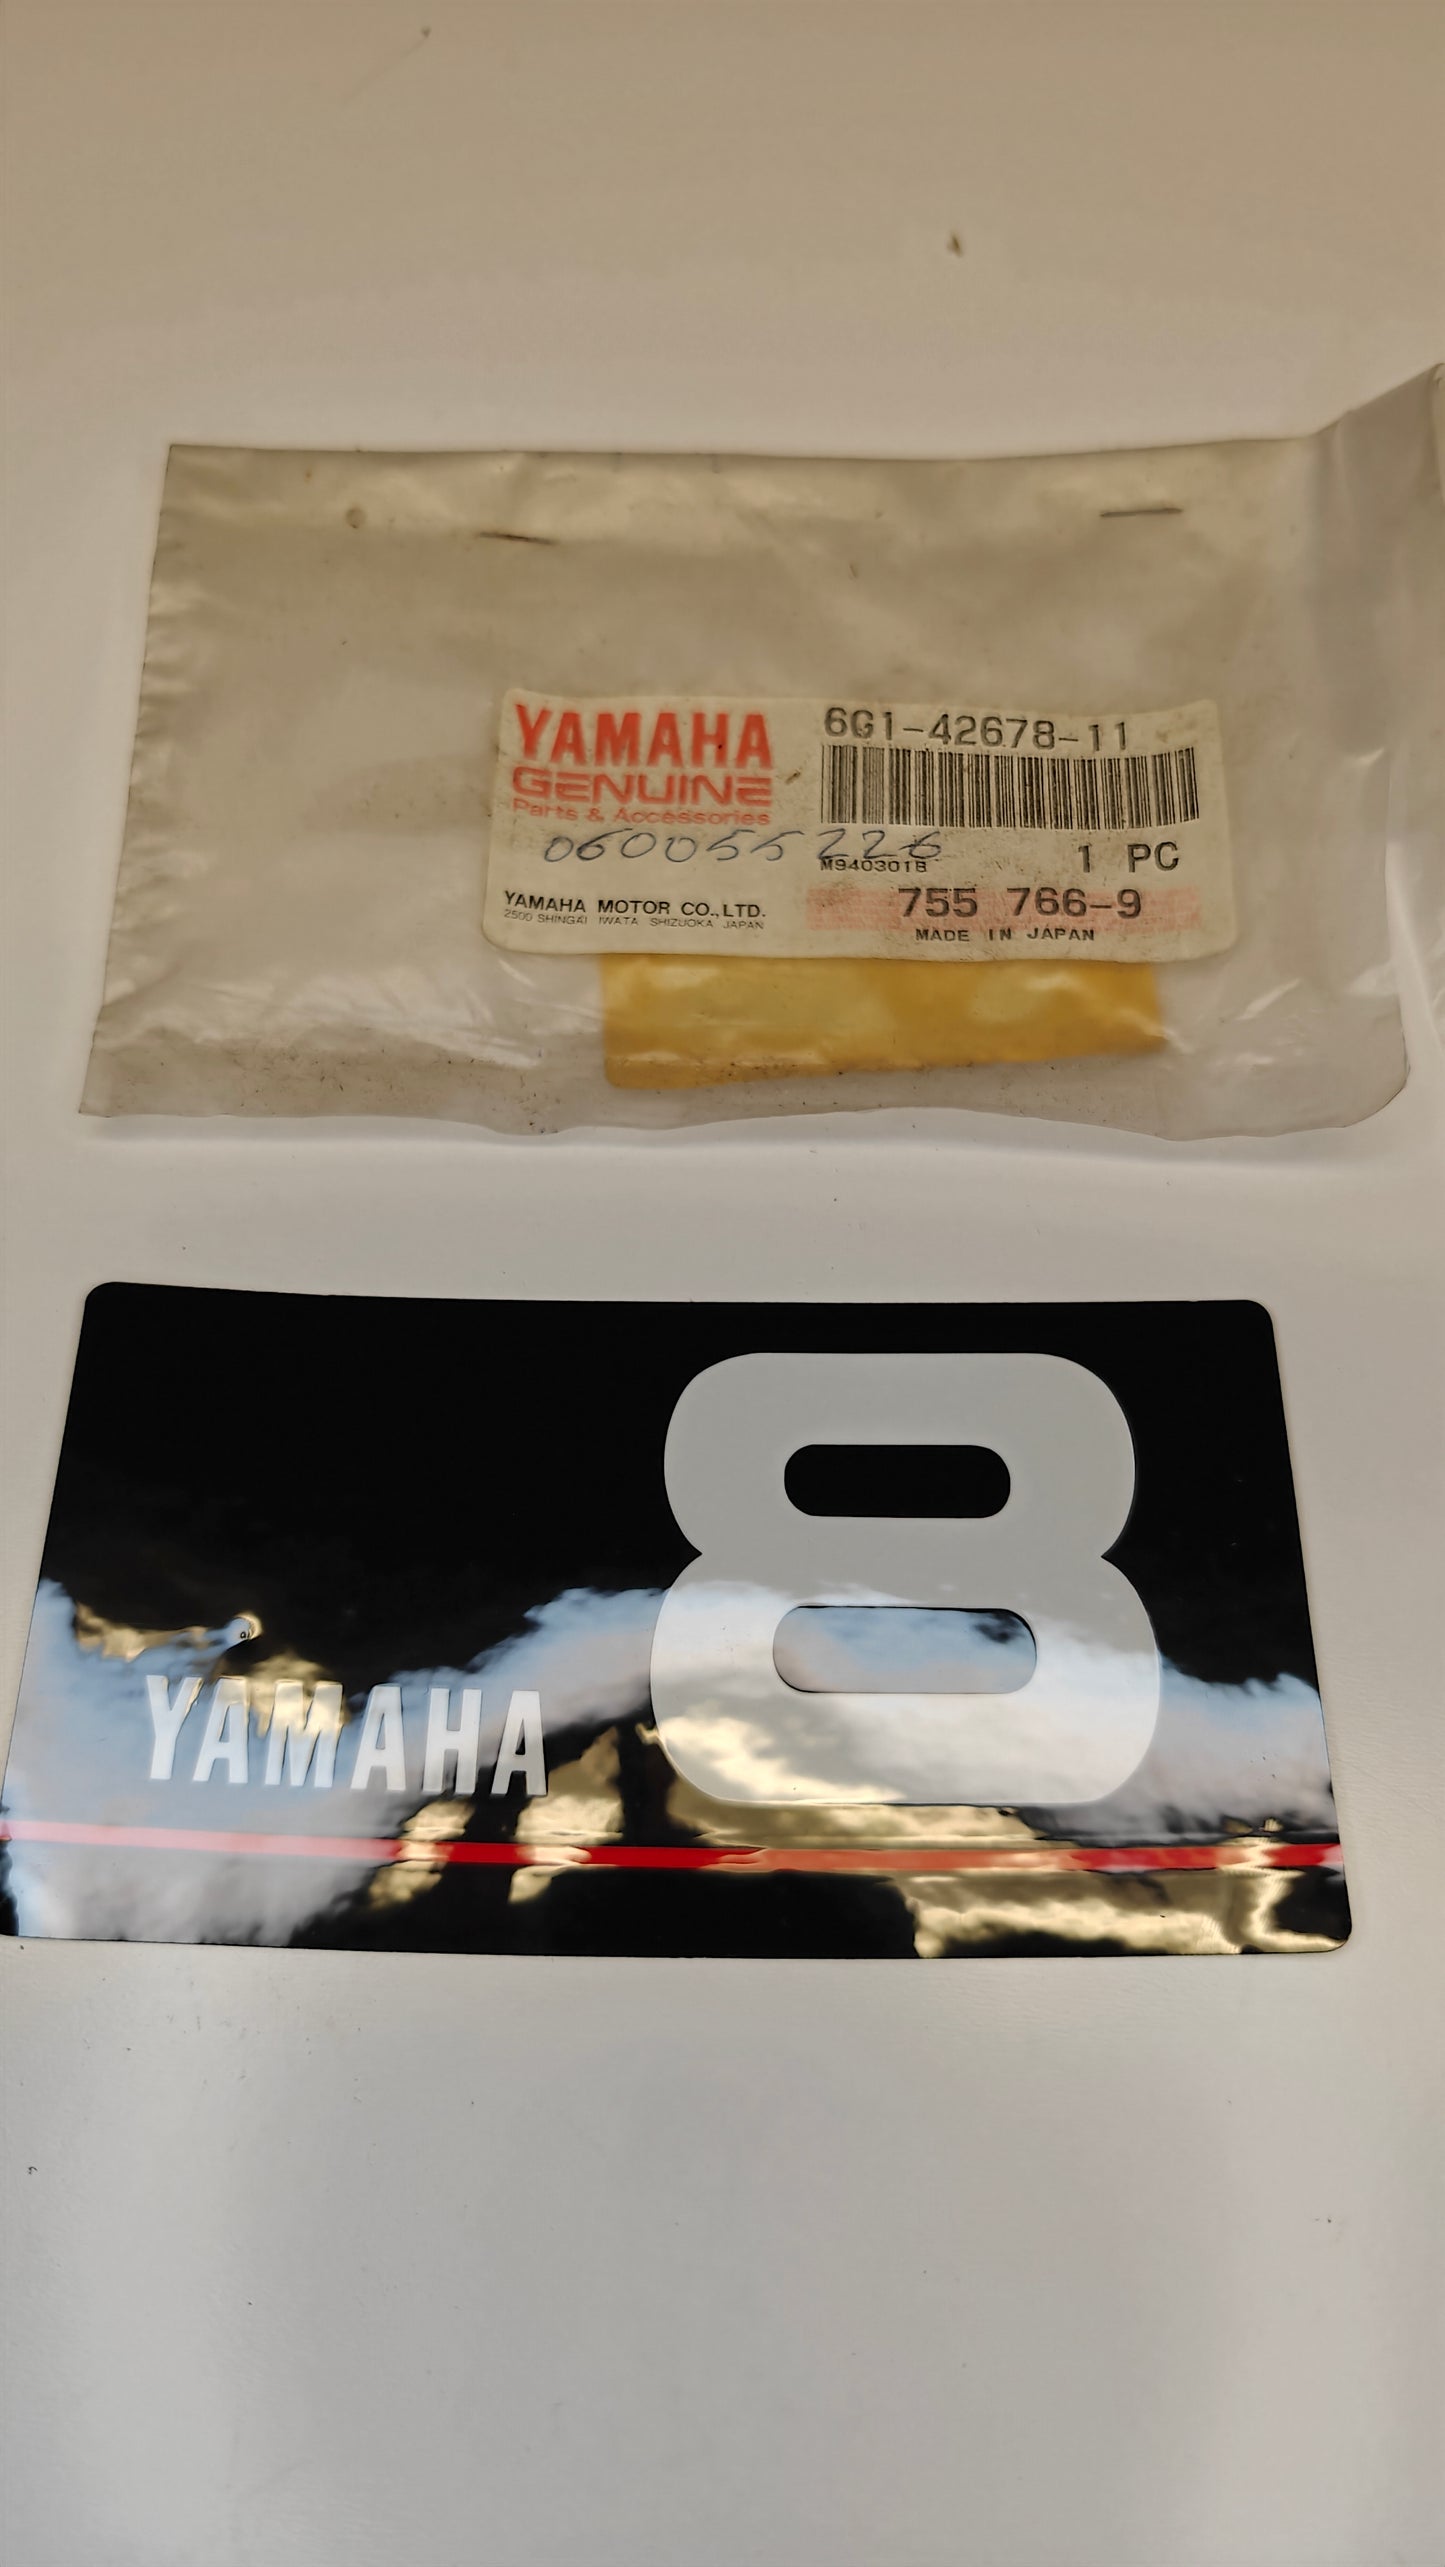 YAMAHA
GENUINE
Parts & Accessories
6G1-42678-11
060055226
M940301B
1 PC
YAMAHA MOTOR CO., LTD.
2500 SHINGAI IWATA SHIZUOKA JAPAN
755 766-9
MADE IN JAPAN
8
YAMAHA